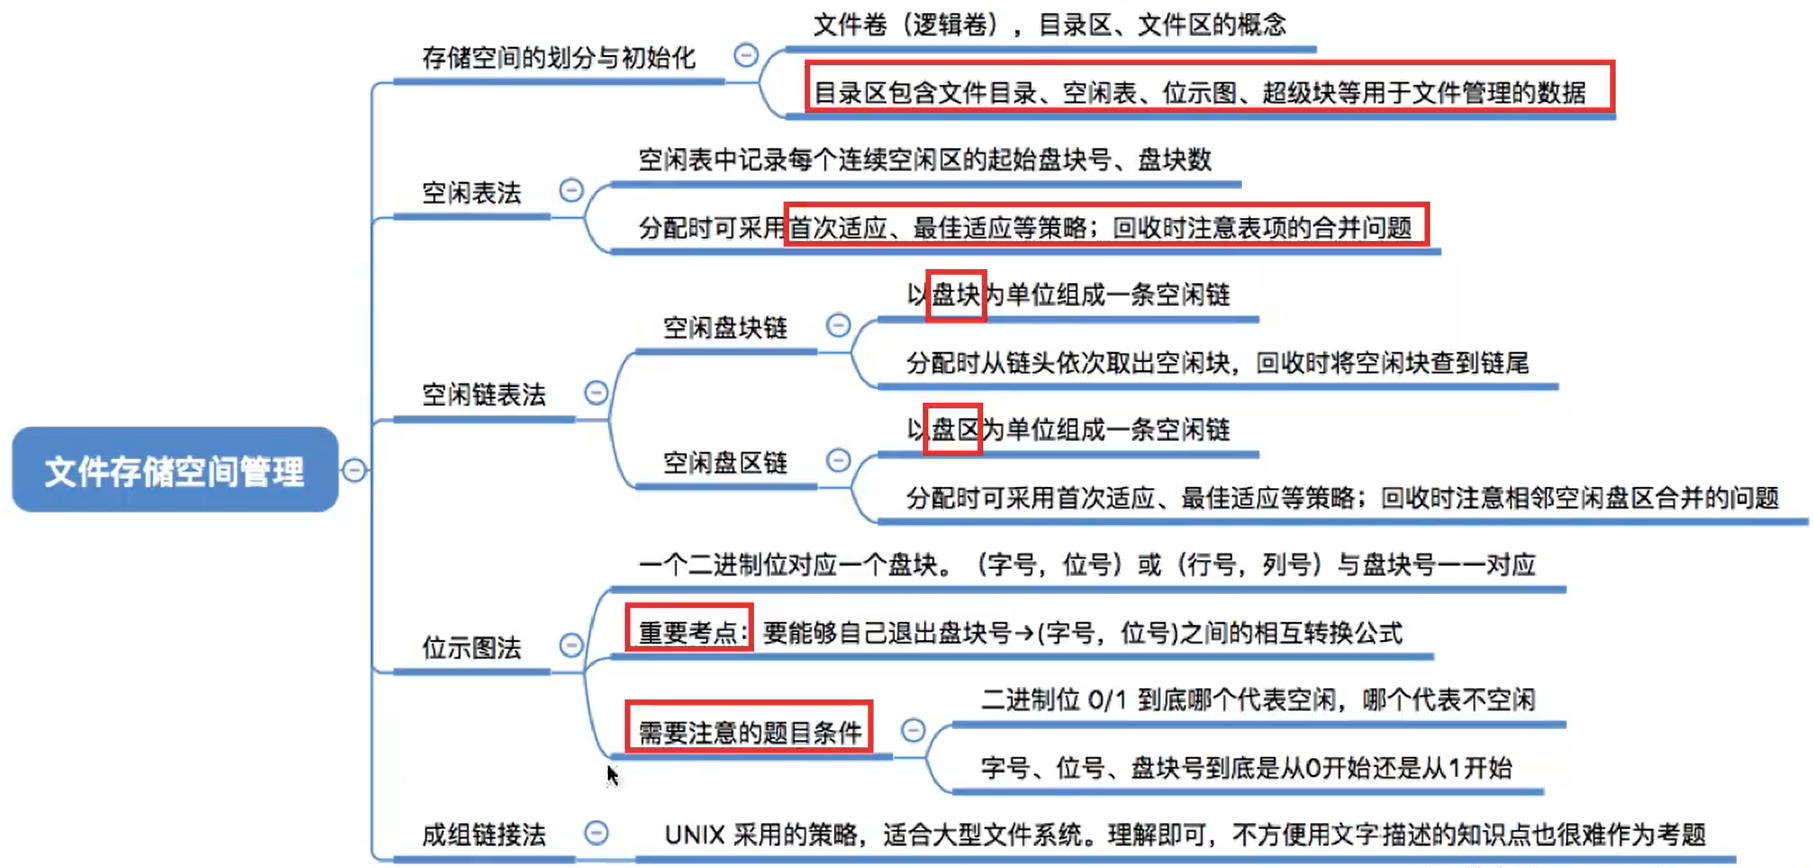 文件存储空间管理
存储空间的划分与初始化
文件卷（逻辑卷），目录区、文件区的概念
目录区包含文件目录、空闲表、位示图、超级块等用于文件管理的数据
空闲表法
空闲表中记录每个连续空闲区的起始盘块号、盘块数
分配时可采用首次适应、最佳适应等策略；回收时注意表项的合并问题
空闲链表法
空闲盘块链
以盘块为单位组成一条空闲链
分配时从链头依次取出空闲块，回收时将空闲块查到链尾
空闲盘区链
以盘区为单位组成一条空闲链
分配时可采用首次适应、最佳适应等策略；回收时注意相邻空闲盘区合并的问题
位示图法
一个二进制位对应一个盘块。（字号，位号）或（行号，列号）与盘块号一一对应
重要考点：要能够自己退出盘块号→(字号，位号)之间的相互转换公式
需要注意的题目条件
二进制位 0/1 到底哪个代表空闲，哪个代表不空闲
字号、位号、盘块号到底是从0开始还是从1开始
成组链接法
UNIX 采用的策略，适合大型文件系统。理解即可，不方便用文字描述的知识点也很难作为考题